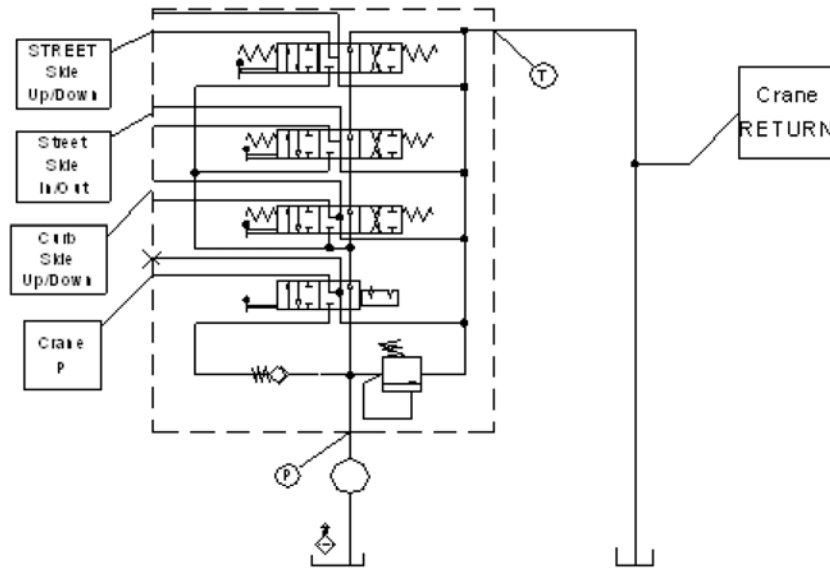 STREET
Side
Up/Down
Street
Side
In/Out
Curb
Side
Up/Down
Crane
P
T
Crane
RETURN
P